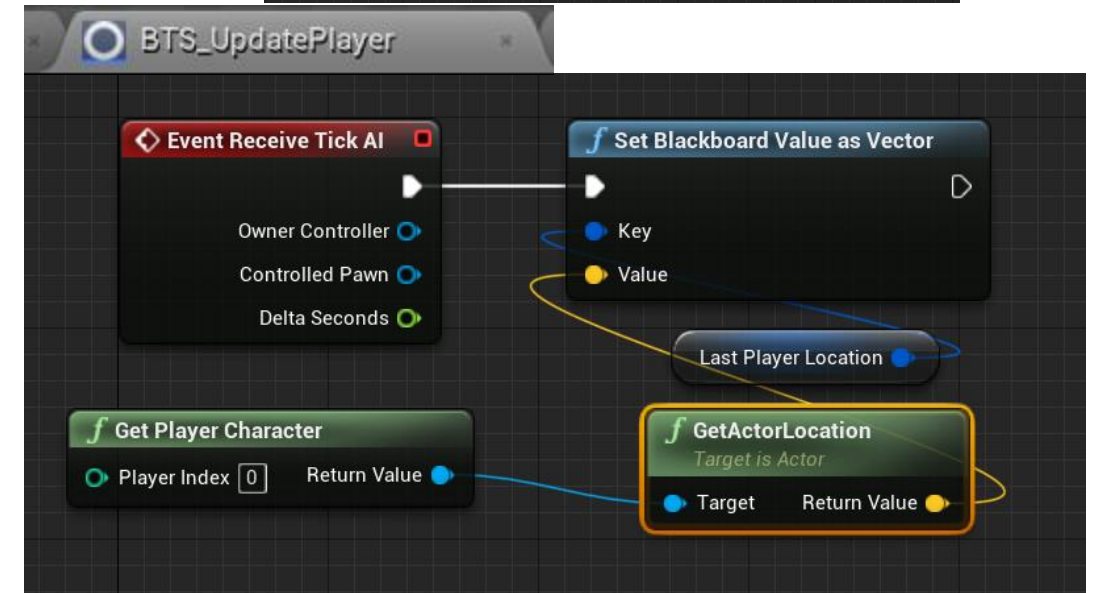 BTS_UpdatePlayer
Event Receive Tick AI
Owner Controller
Controlled Pawn
Delta Seconds
f Set Blackboard Value as Vector
Key
Value
Last Player Location
f Get Player Character
Player Index 0 Return Value
f GetActorLocation
Target is Actor
Target Return Value